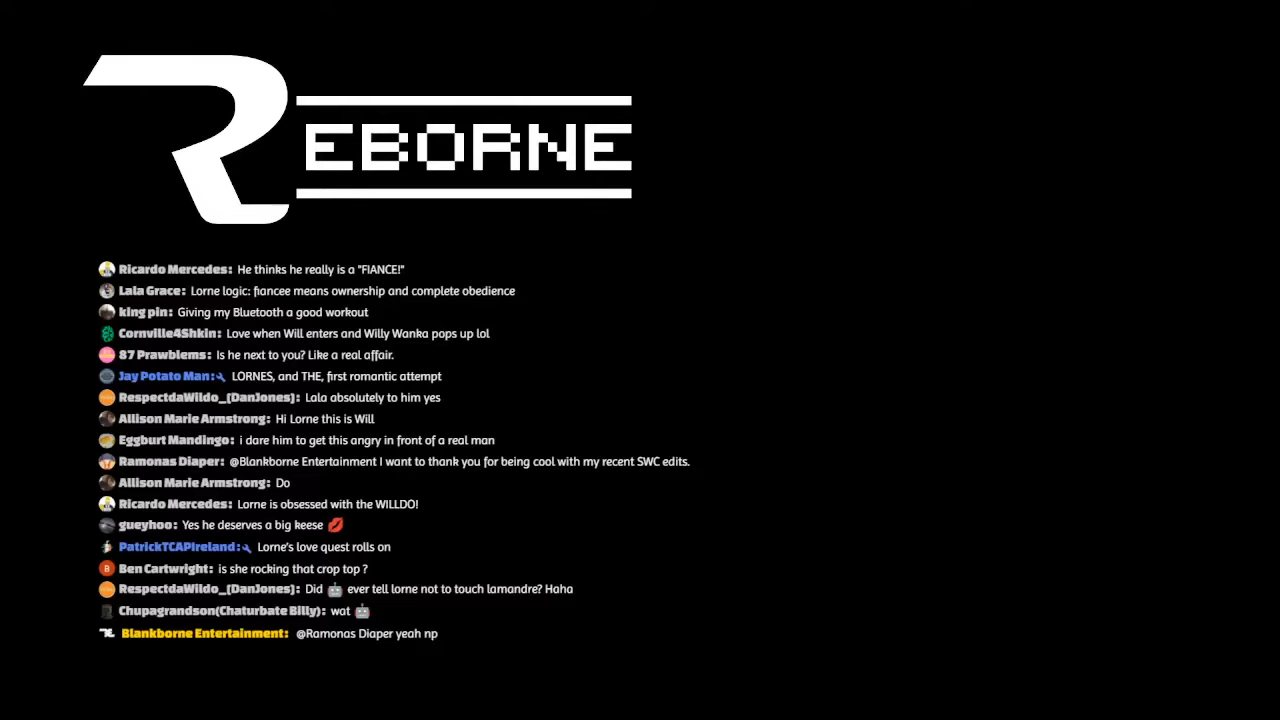 REBORNE
Ricardo Mercedes: He thinks he really is a "FIANCE!"
Lala Grace: Lorne logic: fiancee means ownership and complete obedience
king pin: Giving my Bluetooth a good workout
Cornville4Shkin: Love when Will enters and Willy Wanka pops up lol
87 Prawblems: Is he next to you? Like a real affair.
Jay Potato Man: LORNES, and THE, first romantic attempt
RespectdaWildo_(DanJones): Lala absolutely to him yes
Allison Marie Armstrong: Hi Lorne this is Will
Eggburt Mandingo: i dare him to get this angry in front of a real man
Ramonas Diaper: @Blankborne Entertainment I want to thank you for being cool with my recent SWC edits.
Allison Marie Armstrong: Do
Ricardo Mercedes: Lorne is obsessed with the WILLDO!
gueyhoo: Yes he deserves a big keese 💋
PatrickTCAPIreland: Lorne's love quest rolls on
B Ben Cartwright: is she rocking that crop top ?
RespectdaWildo_(DanJones): Did 🤖 ever tell lorne not to touch lamandre? Haha
Chupagrandson(Chaturbate Billy): wat 🤖
Blankborne Entertainment: @Ramonas Diaper yeah np